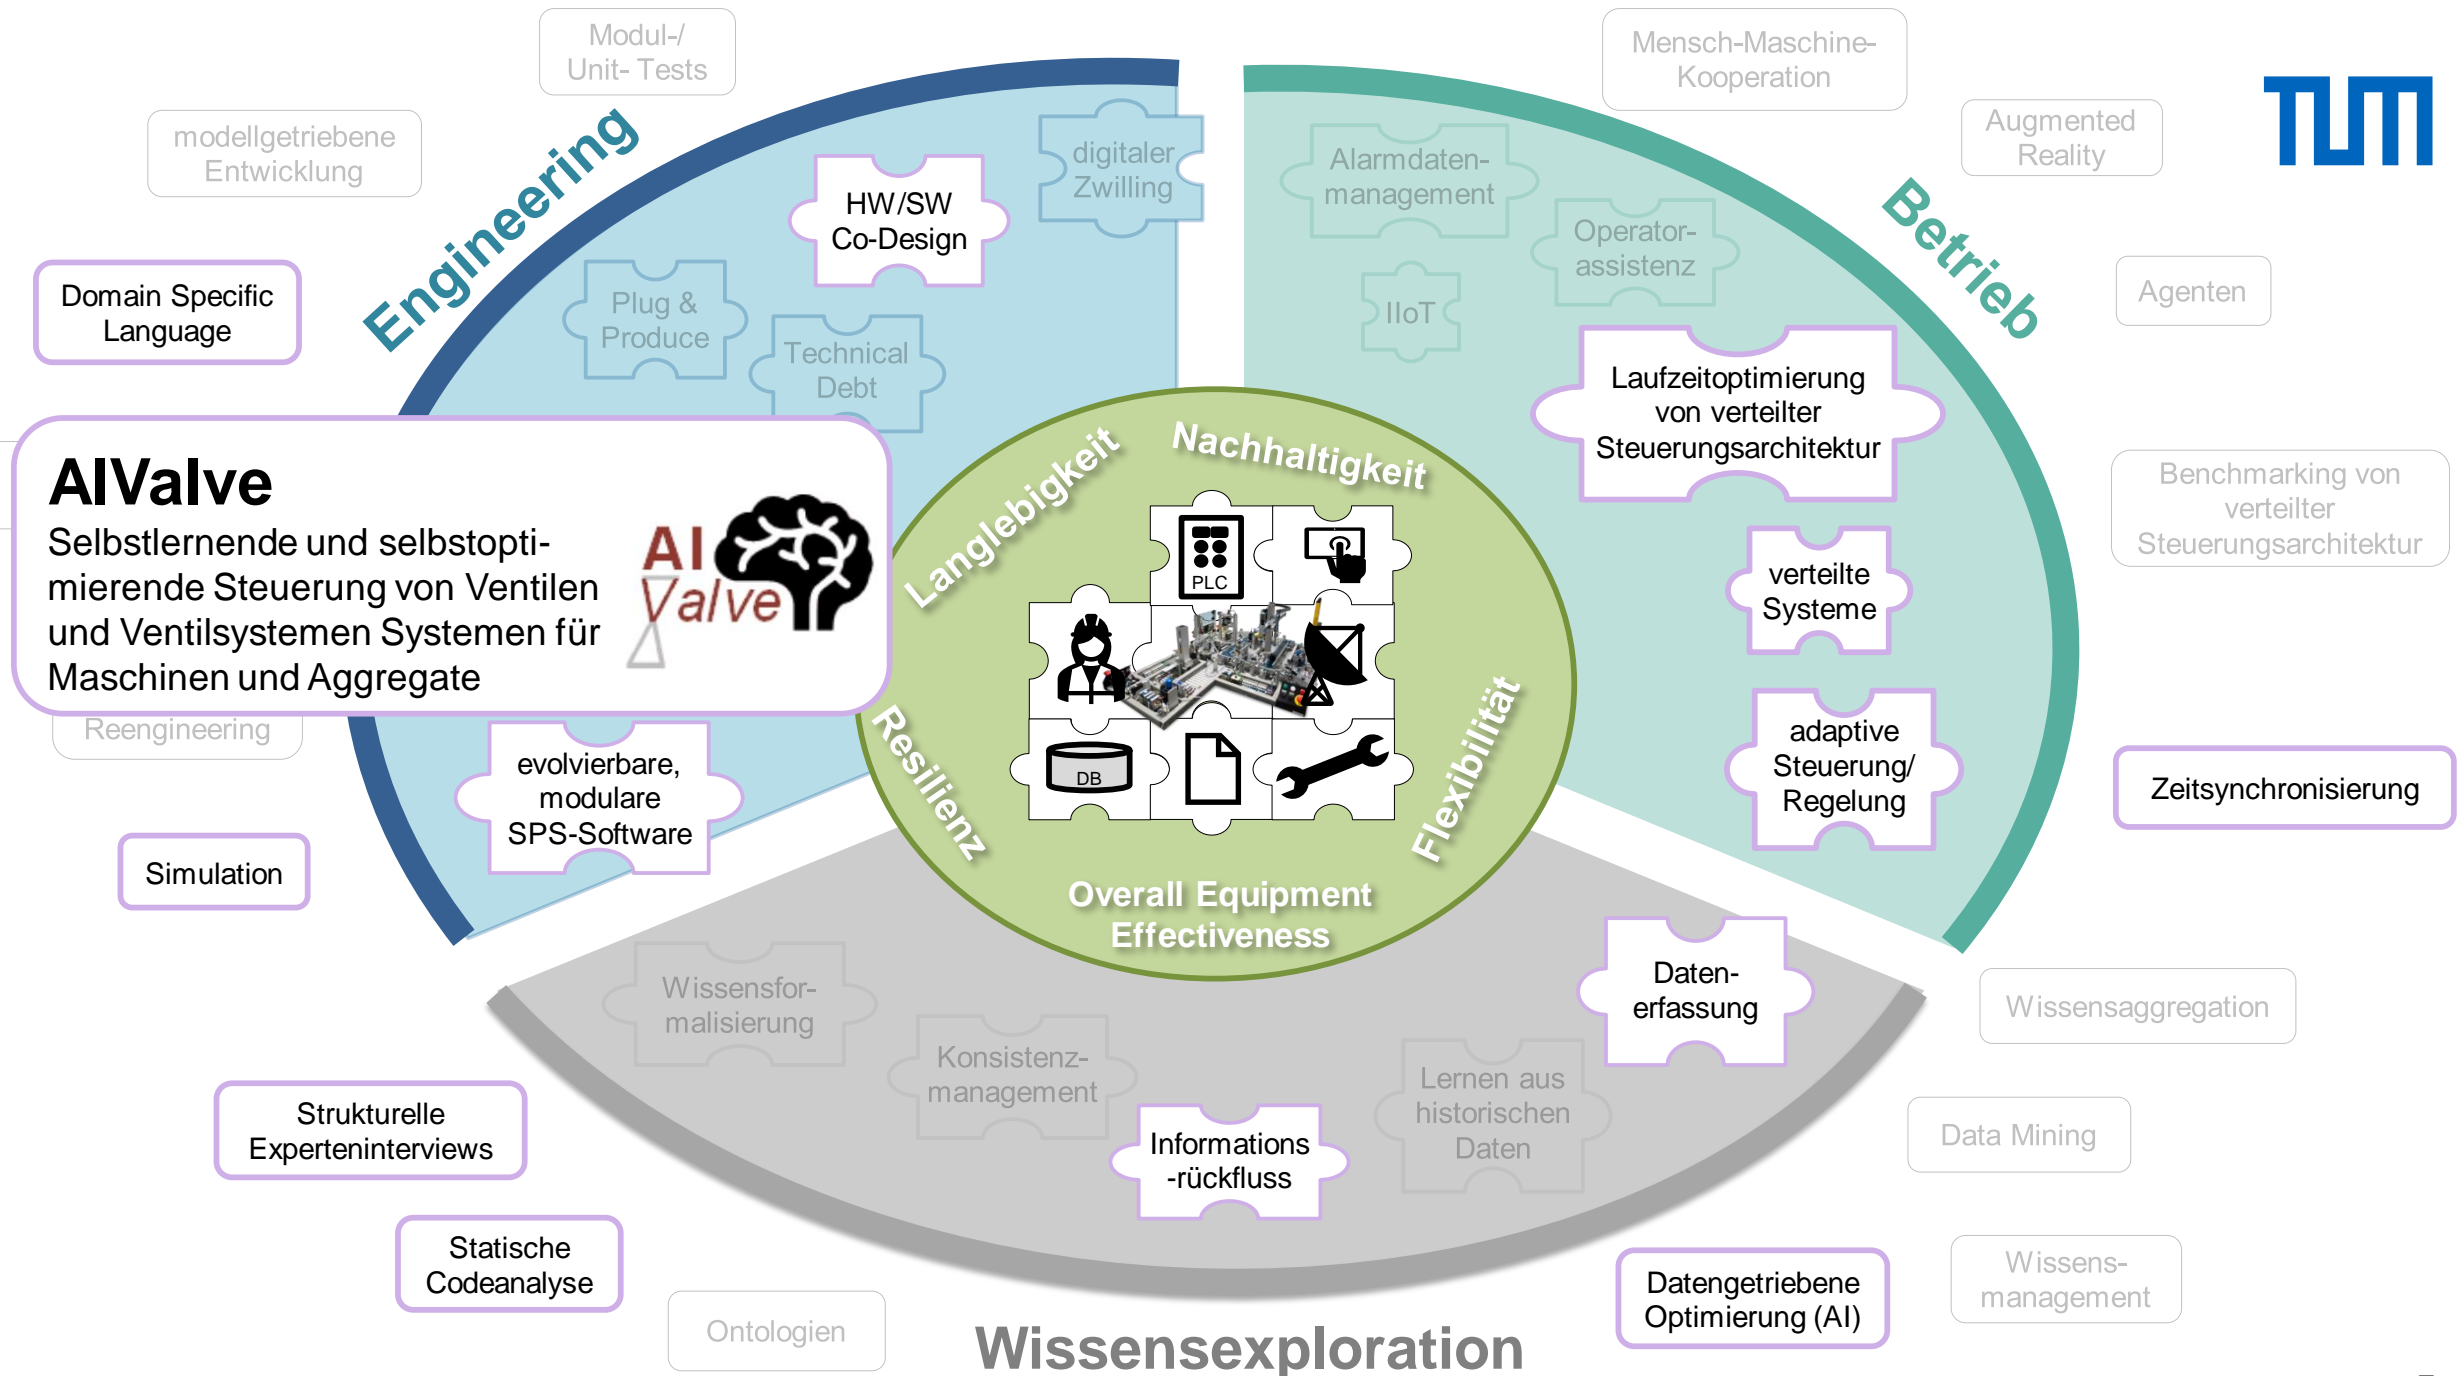 Modul-/
Unit- Tests
Mensch-Maschine-
Kooperation
modellgetriebene
Entwicklung
Augmented
Reality
TUM
Engineering
Betrieb
digitaler
Zwilling
HW/SW
Co-Design
Alarmdaten-
management
Operator-
assistenz
Domain Specific
Language
Plug &
Produce
IIoT
Agenten
Technical
Debt
Laufzeitoptimierung
von verteilter
Steuerungsarchitektur
AIValve
Selbstlernende und selbstopti-
mierende Steuerung von Ventilen
und Ventilsystemen Systemen für
Maschinen und Aggregate
AI
Valve
Langlebigkeit
Nachhaltigkeit
Benchmarking von
verteilter
Steuerungsarchitektur
PLC
verteilte
Systeme
Reengineering
Resilienz
Flexibilität
DB
Overall Equipment
Effectiveness
evolvierbare,
modulare
SPS-Software
adaptive
Steuerung/
Regelung
Zeitsynchronisierung
Simulation
Wissensfor-
malisierung
Daten-
erfassung
Wissensaggregation
Konsistenz-
management
Lernen aus
historischen
Daten
Strukturelle
Experteninterviews
Informations
-rückfluss
Data Mining
Statische
Codeanalyse
Datengetriebene
Optimierung (AI)
Wissens-
management
Ontologien
Wissensexploration